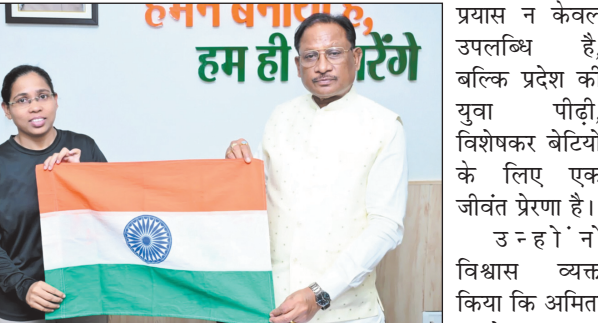 हमने बनाया है,
हम ही रेंगे
प्रयास न केवल
उपलब्धि है,
बल्कि प्रदेश की
युवा पीढ़ी,
विशेषकर बेटियों
के लिए एक
जीवंत प्रेरणा है।
उन्होंने
विश्वास व्यक्त
किया कि अमिता